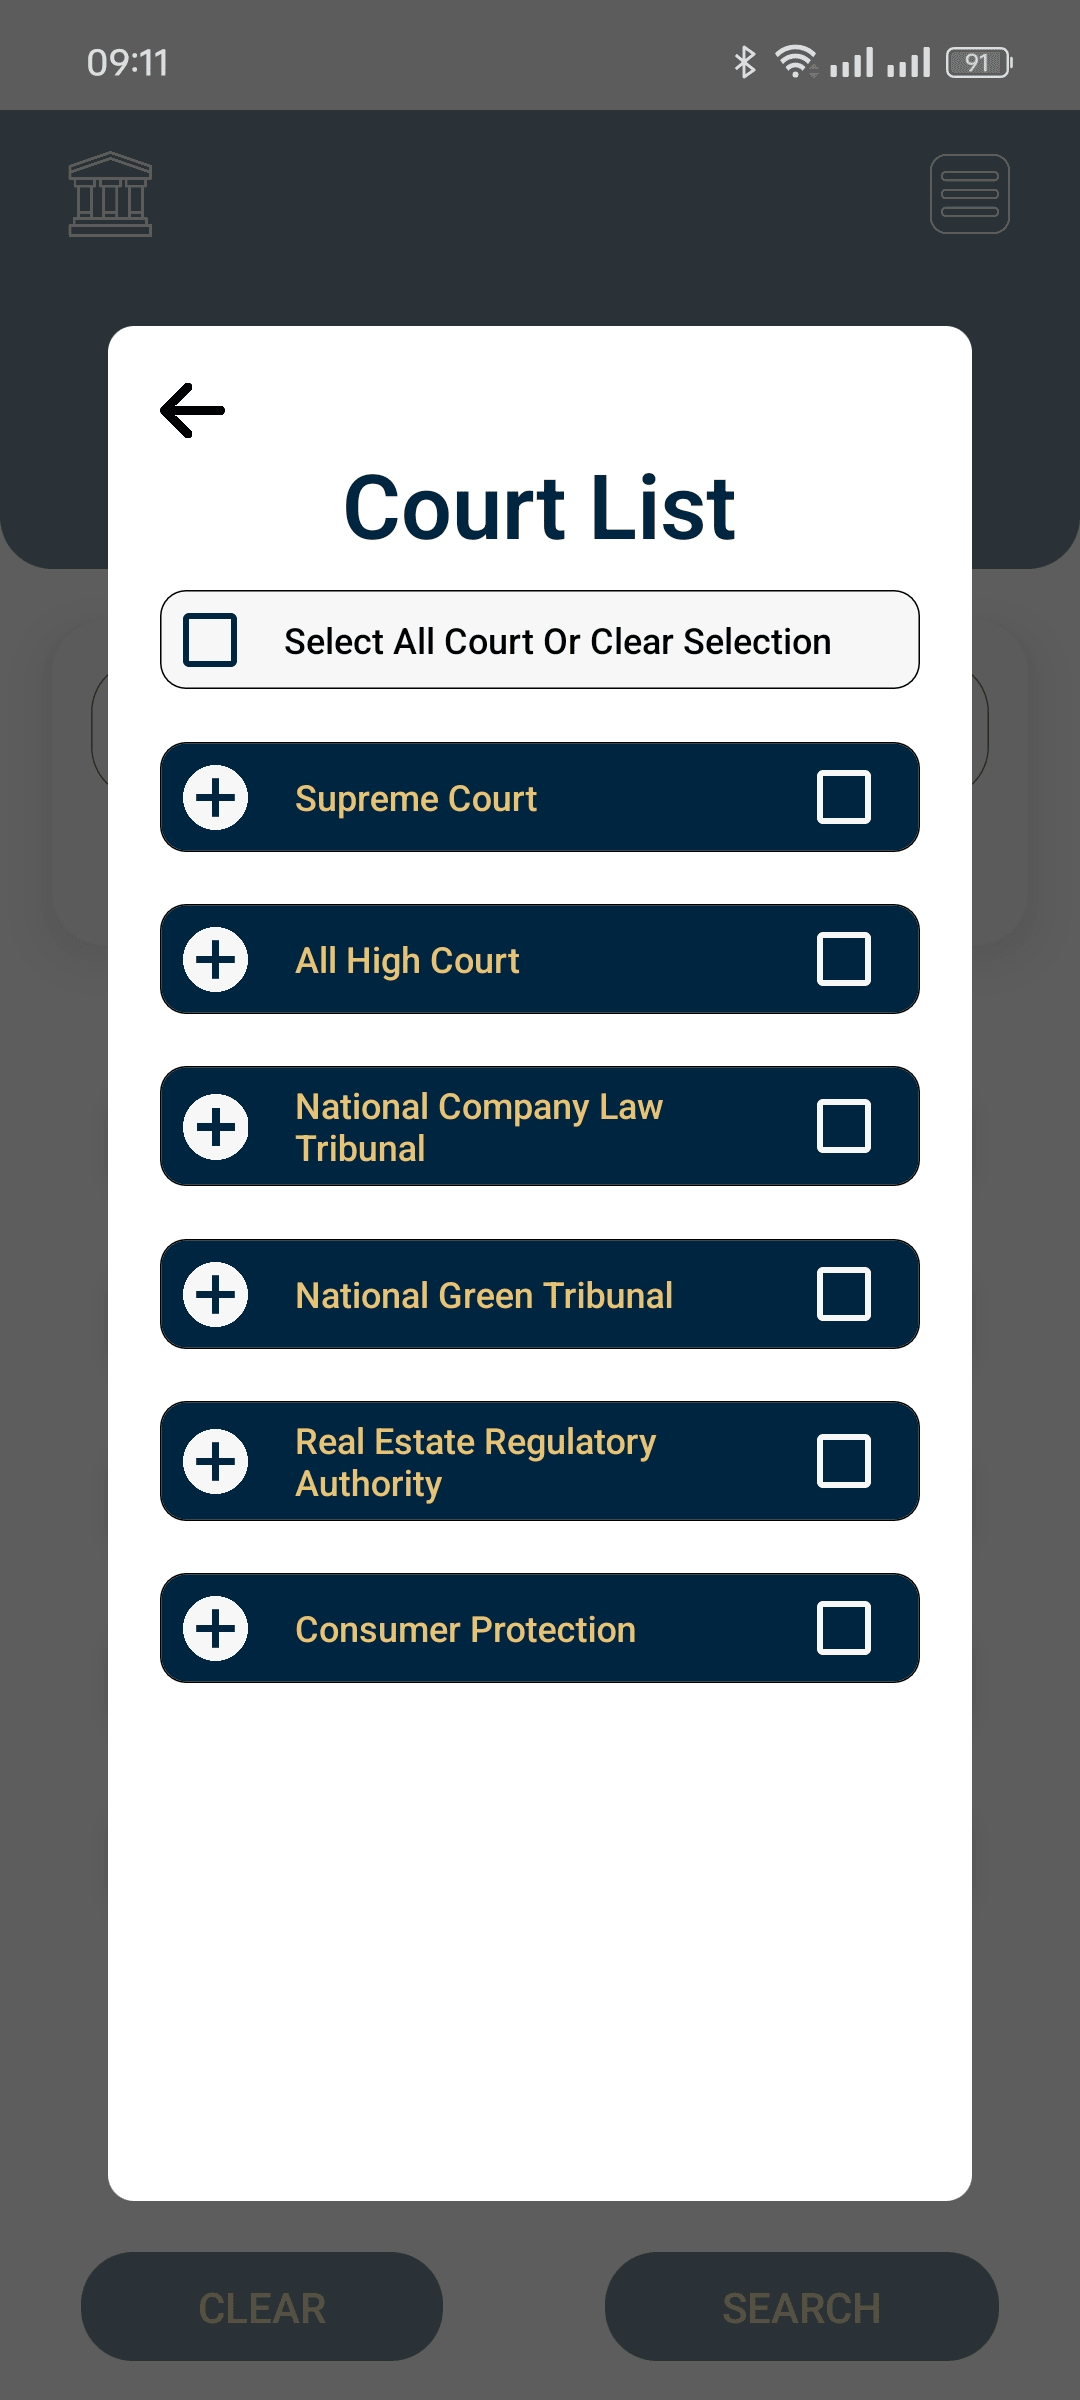 09:11
91
Court List
Select All Court Or Clear Selection
Supreme Court
All High Court
National Company Law
Tribunal
National Green Tribunal
Real Estate Regulatory
Authority
Consumer Protection
CLEAR
SEARCH